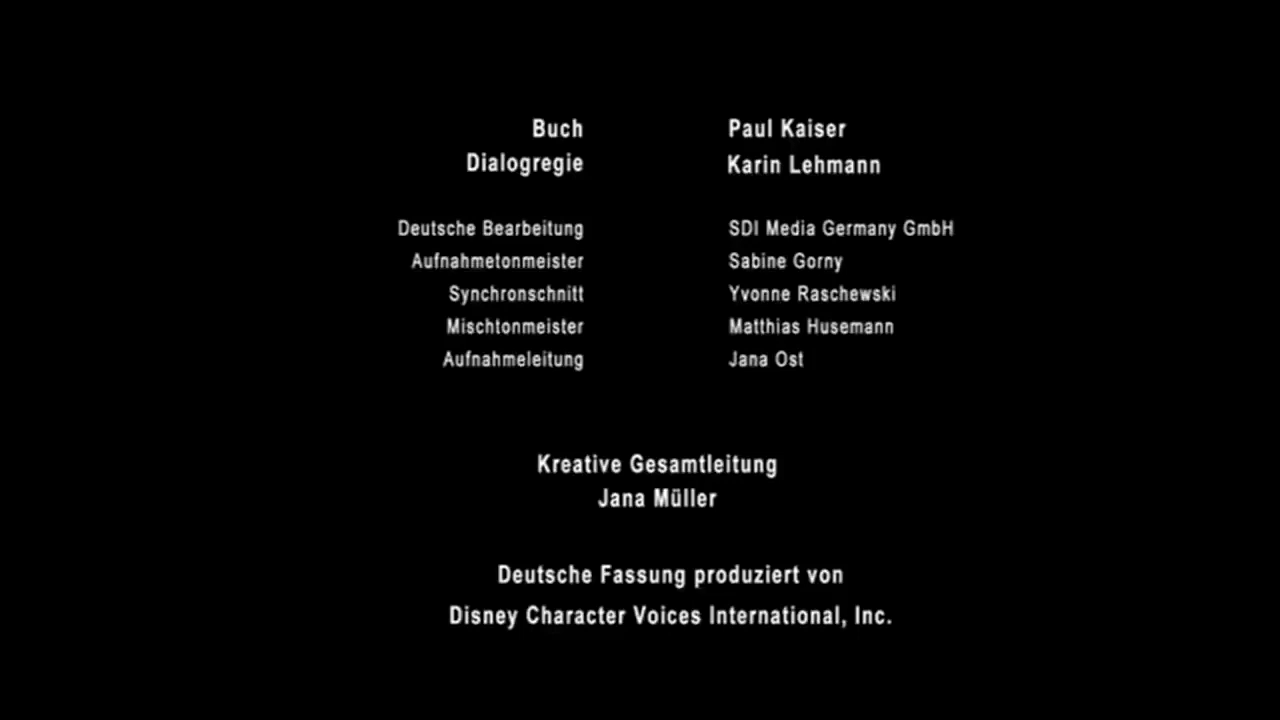 Buch Paul Kaiser
Dialogregie Karin Lehmann
Deutsche Bearbeitung SDI Media Germany GmbH
Aufnahmetonmeister Sabine Gorny
Synchronschnitt Yvonne Raschewski
Mischtonmeister Matthias Husemann
Aufnahmeleitung Jana Ost
Kreative Gesamtleitung
Jana Müller
Deutsche Fassung produziert von
Disney Character Voices International, Inc.